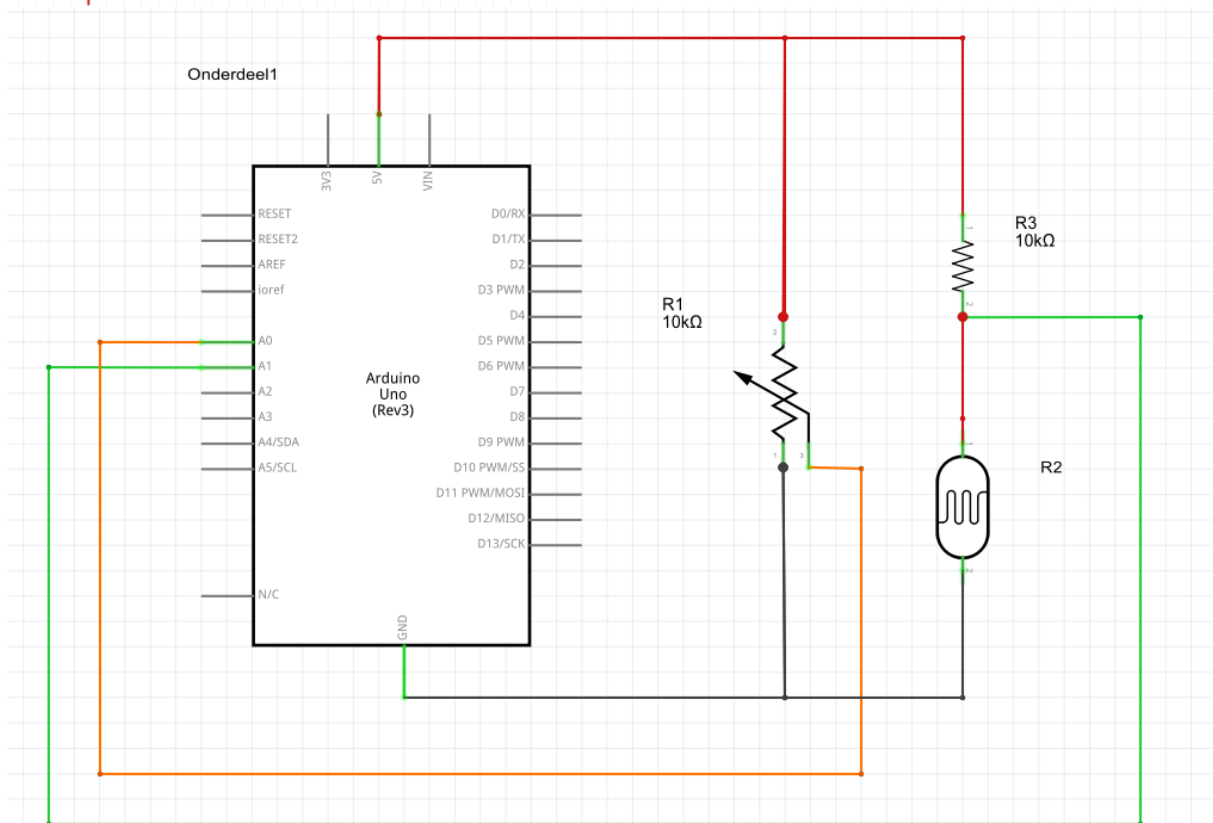 Onderdeel1
3V3
5V
VIN
RESET
RESET2
AREF
ioref
A0
A1
A2
A3
A4/SDA
A5/SCL
N/C
D0/RX
D1/TX
D2
D3 PWM
D4
D5 PWM
D6 PWM
D7
D8
D9 PWM
D10 PWM/SS
D11 PWM/MOSI
D12/MISO
D13/SCK
Arduino
Uno
(Rev3)
GND
R1
10kΩ
2
1
3
R3
10kΩ
1
2
R2
1
2